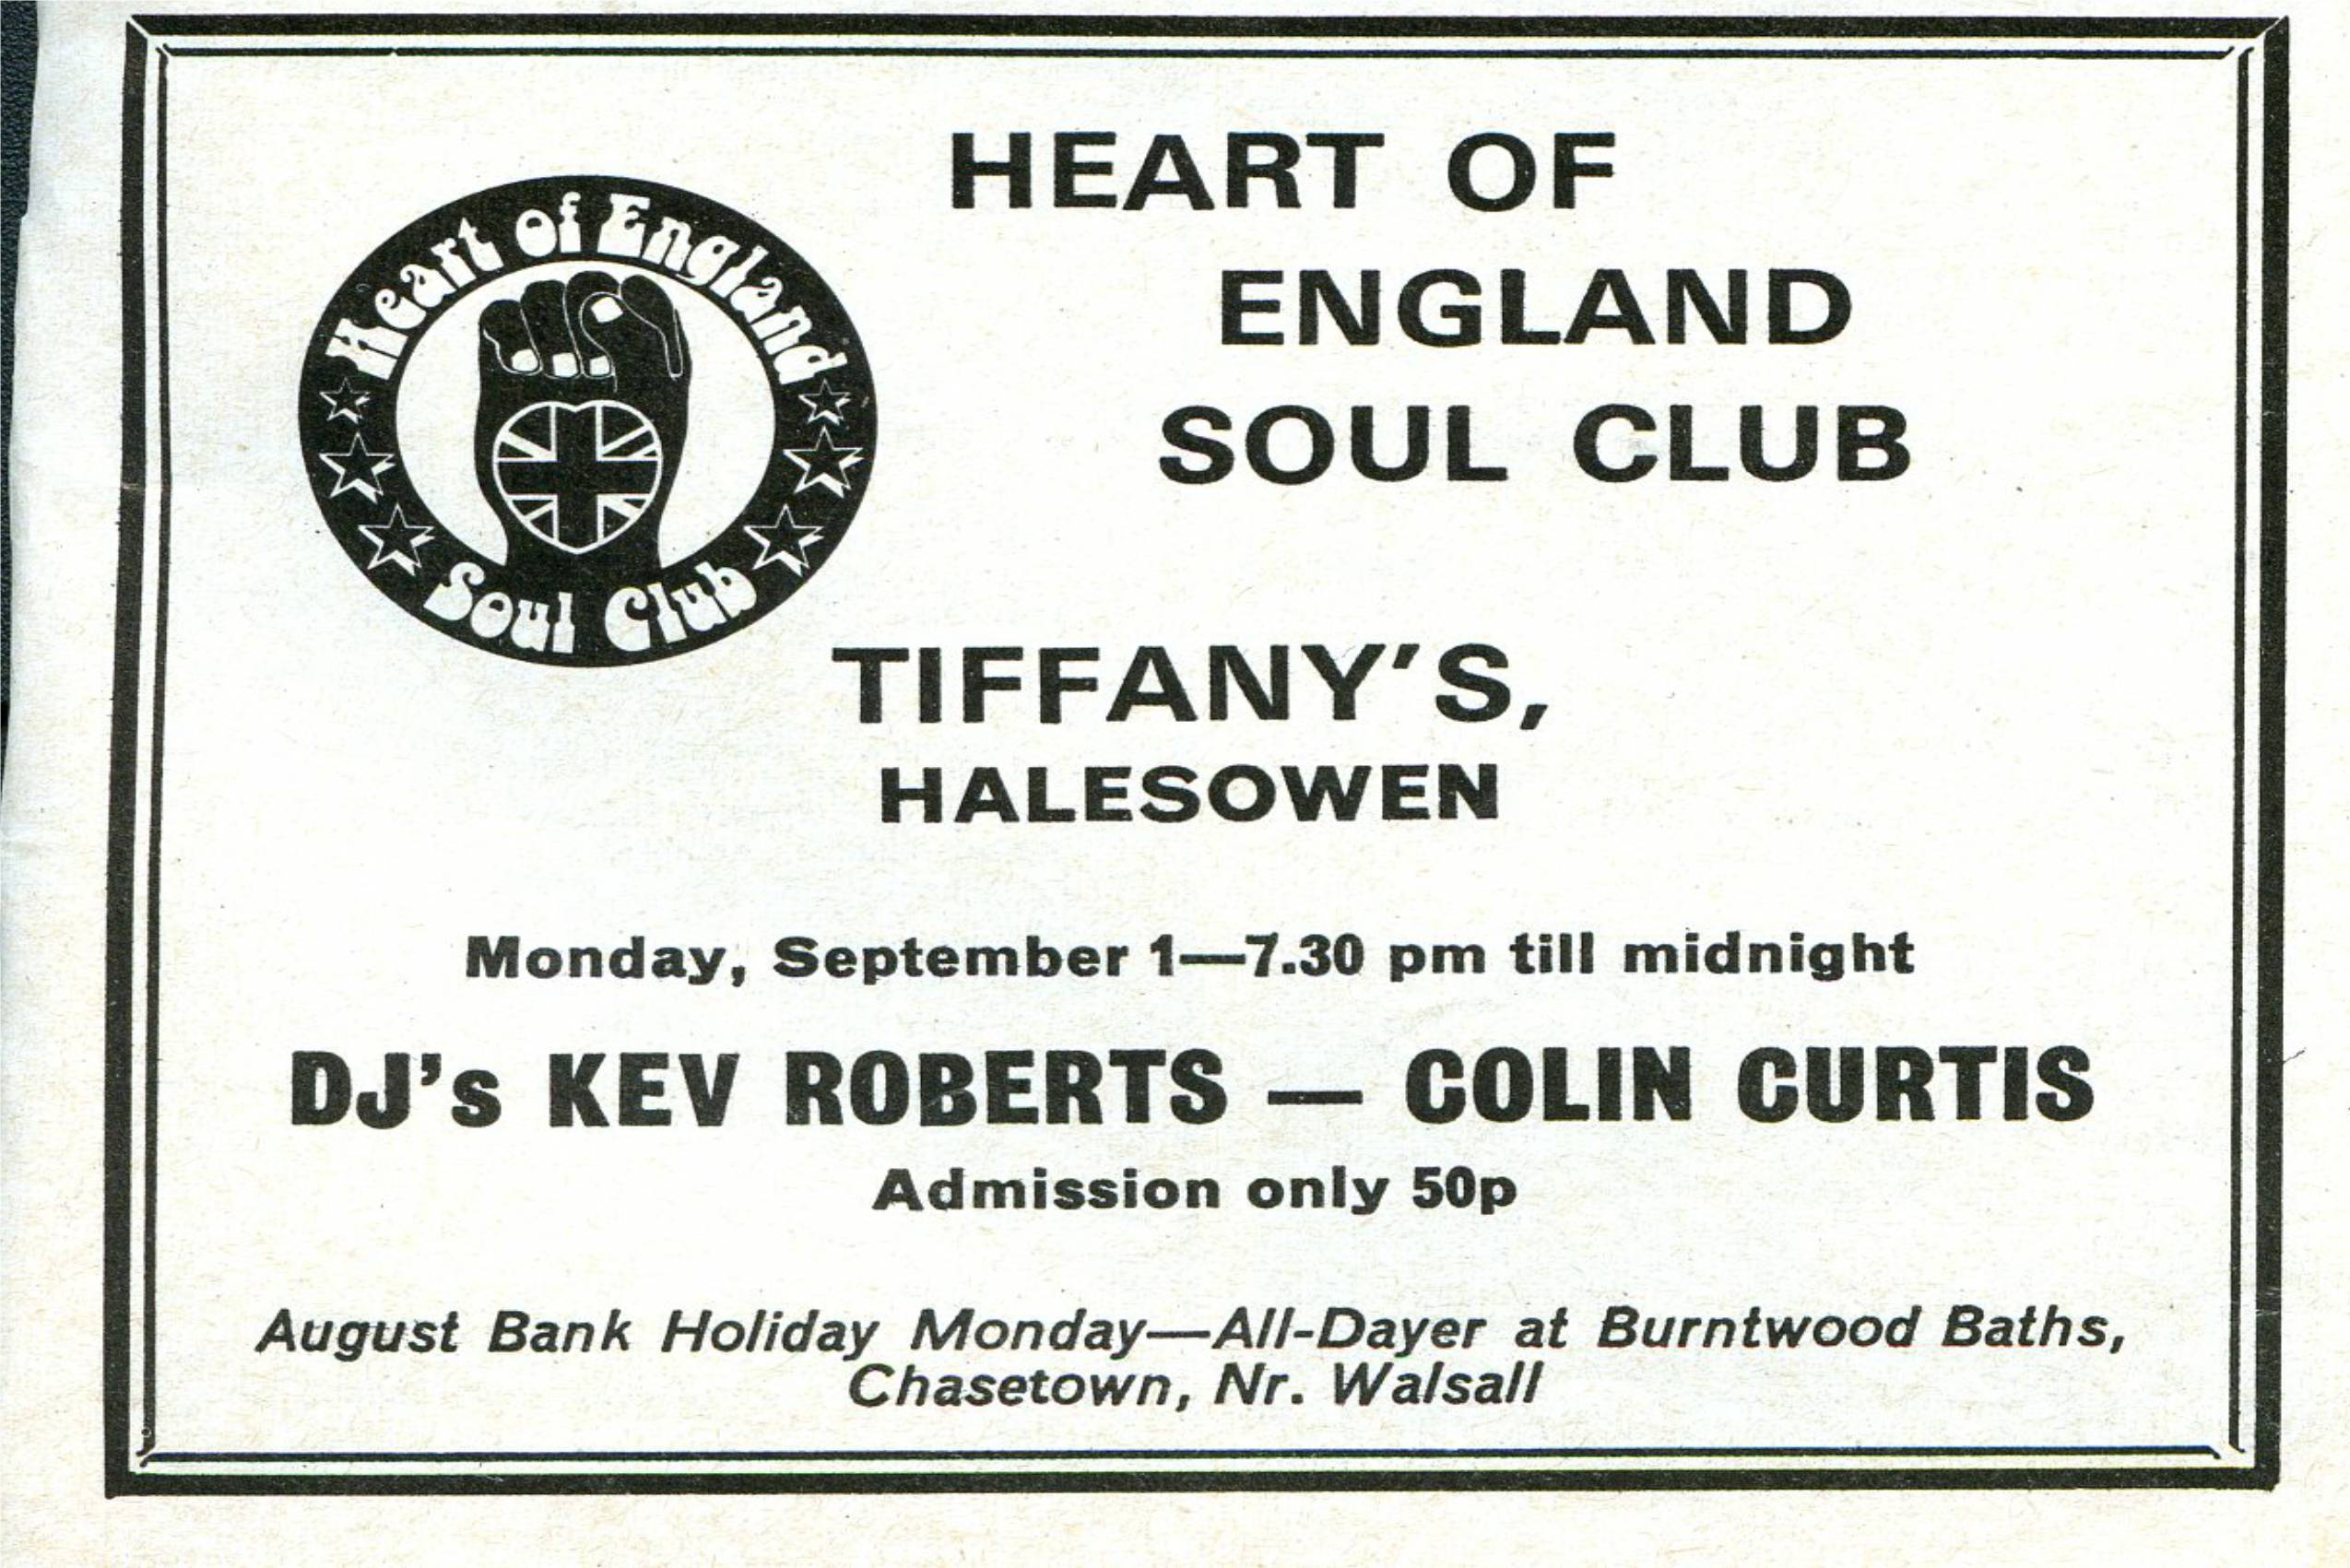 Heart of England
Soul Club
HEART OF
ENGLAND
SOUL CLUB
TIFFANY'S,
HALESOWEN
Monday, September 1—7.30 pm till midnight
DJ's KEV ROBERTS — COLIN CURTIS
Admission only 50p
August Bank Holiday Monday—All-Dayer at Burntwood Baths,
Chasetown, Nr. Walsall